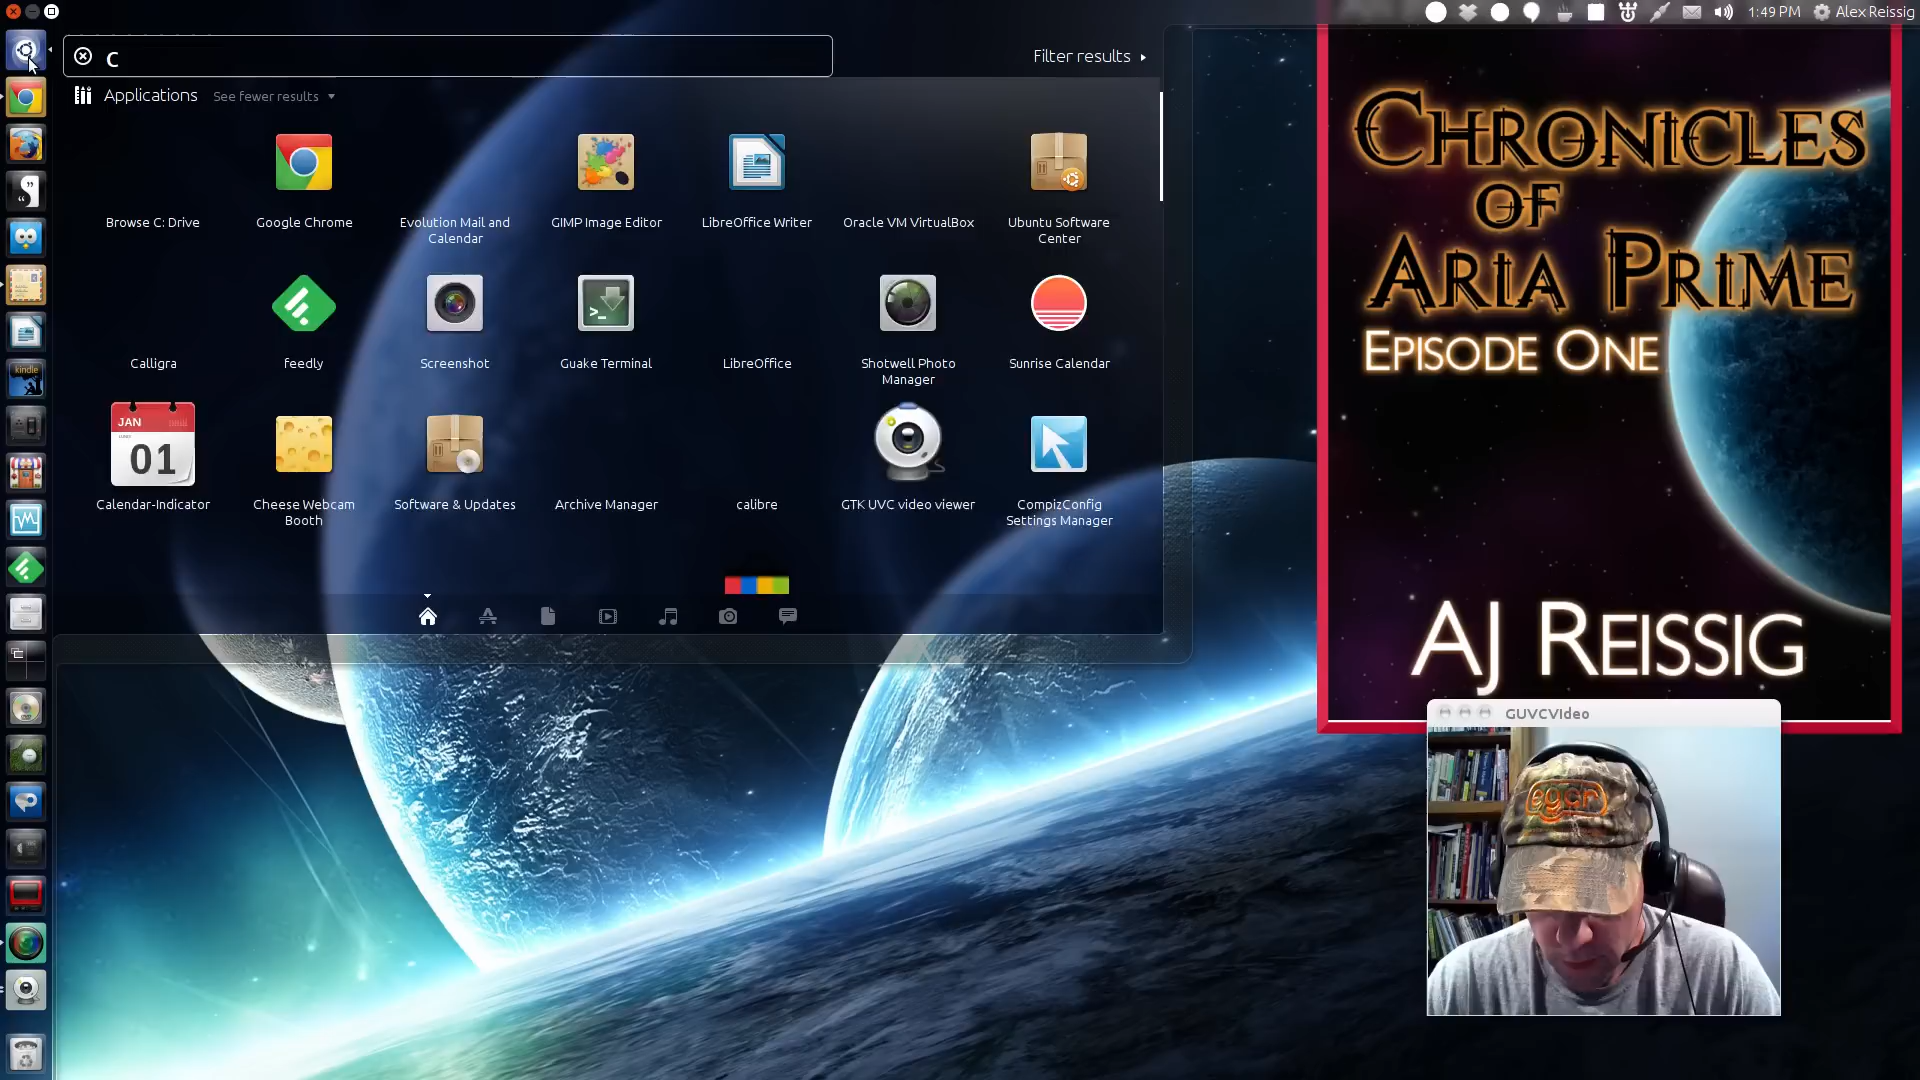 1:49 PM
Alex Reissig
C
Filter results
Applications
See fewer results
Browse C: Drive
Google Chrome
Evolution Mail and
Calendar
GIMP Image Editor
LibreOffice Writer
Oracle VM VirtualBox
Ubuntu Software
Center
Calligra
feedly
Screenshot
Guake Terminal
LibreOffice
Shotwell Photo
Manager
Sunrise Calendar
JAN
01
Calendar-Indicator
Cheese Webcam
Booth
Software & Updates
Archive Manager
calibre
GTK UVC video viewer
CompizConfig
Settings Manager
kindle
Chronicles
of
Aria Prime
Episode One
AJ Reissig
GUVCVideo